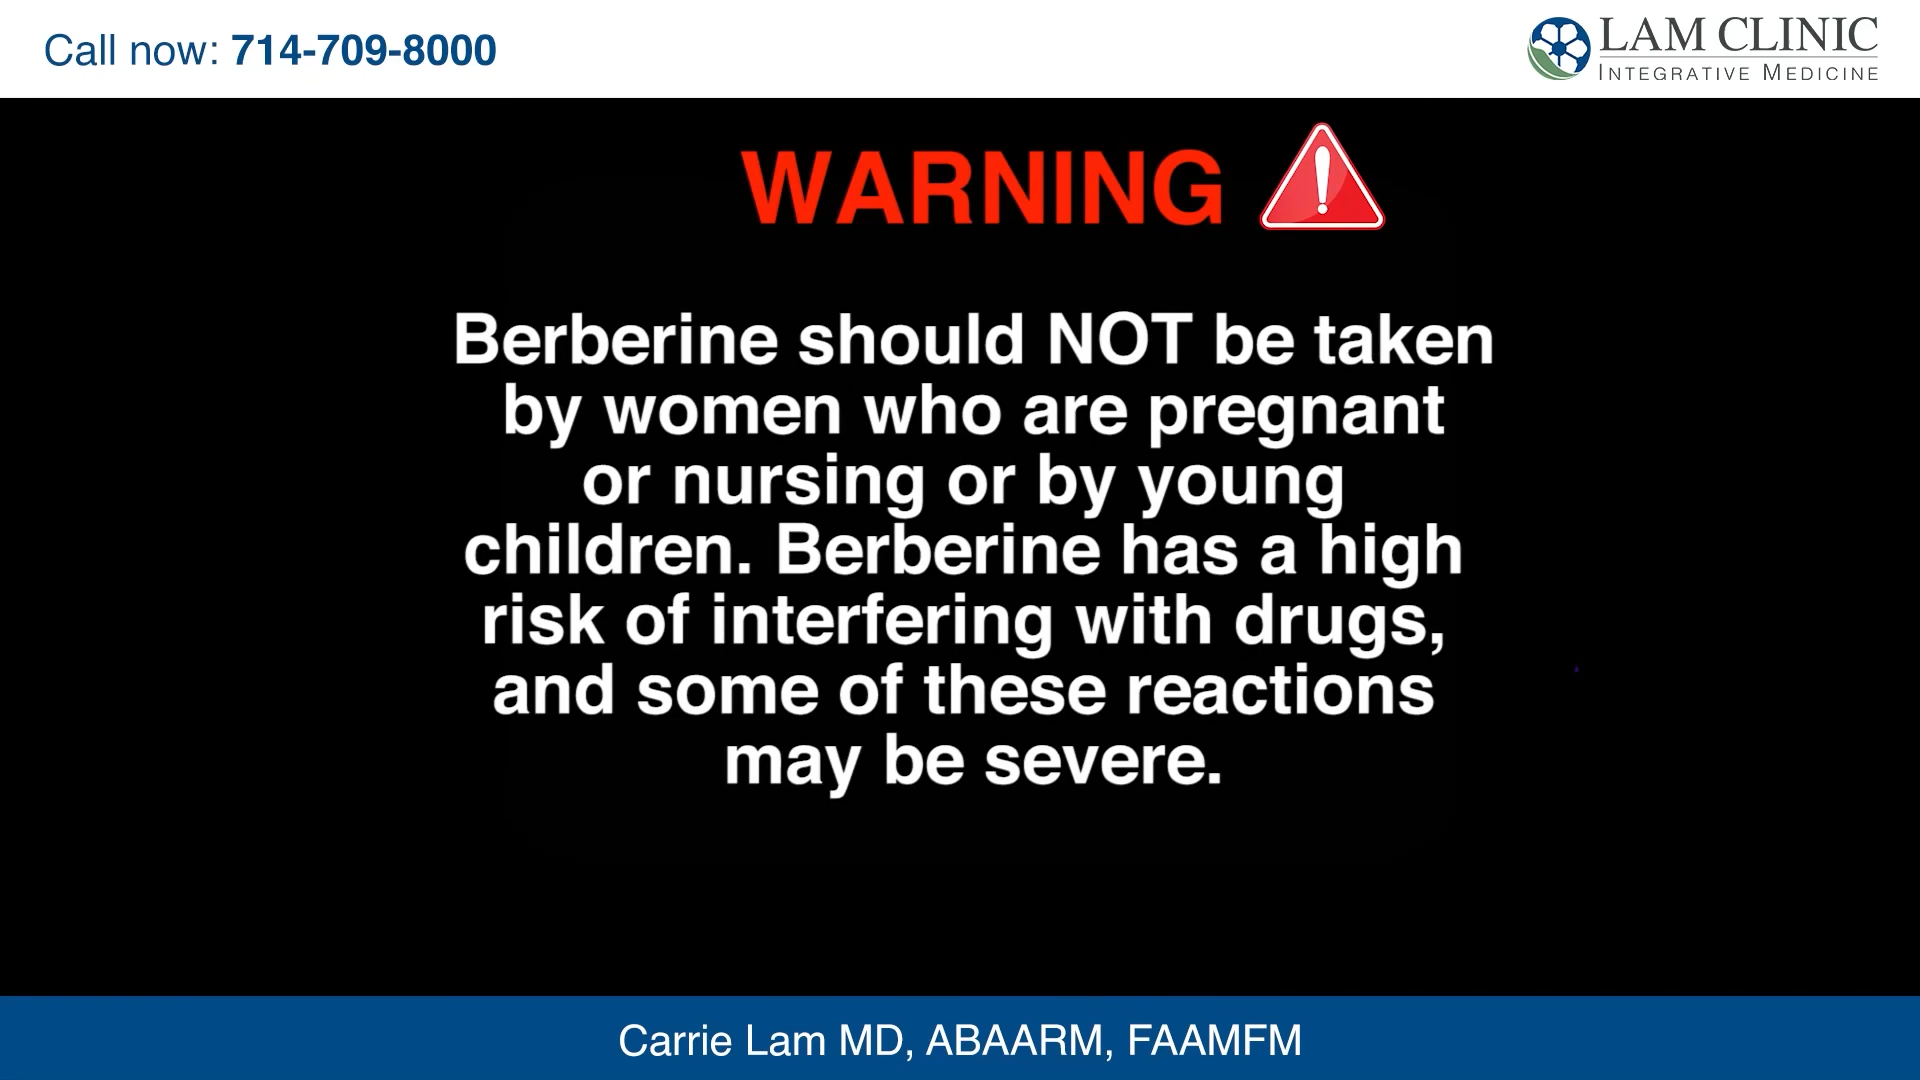 Call now: 714-709-8000
LAM CLINIC
INTEGRATIVE MEDICINE
WARNING
Berberine should NOT be taken
by women who are pregnant
or nursing or by young
children. Berberine has a high
risk of interfering with drugs,
and some of these reactions
may be severe.
Carrie Lam MD, ABAARM, FAAMFM